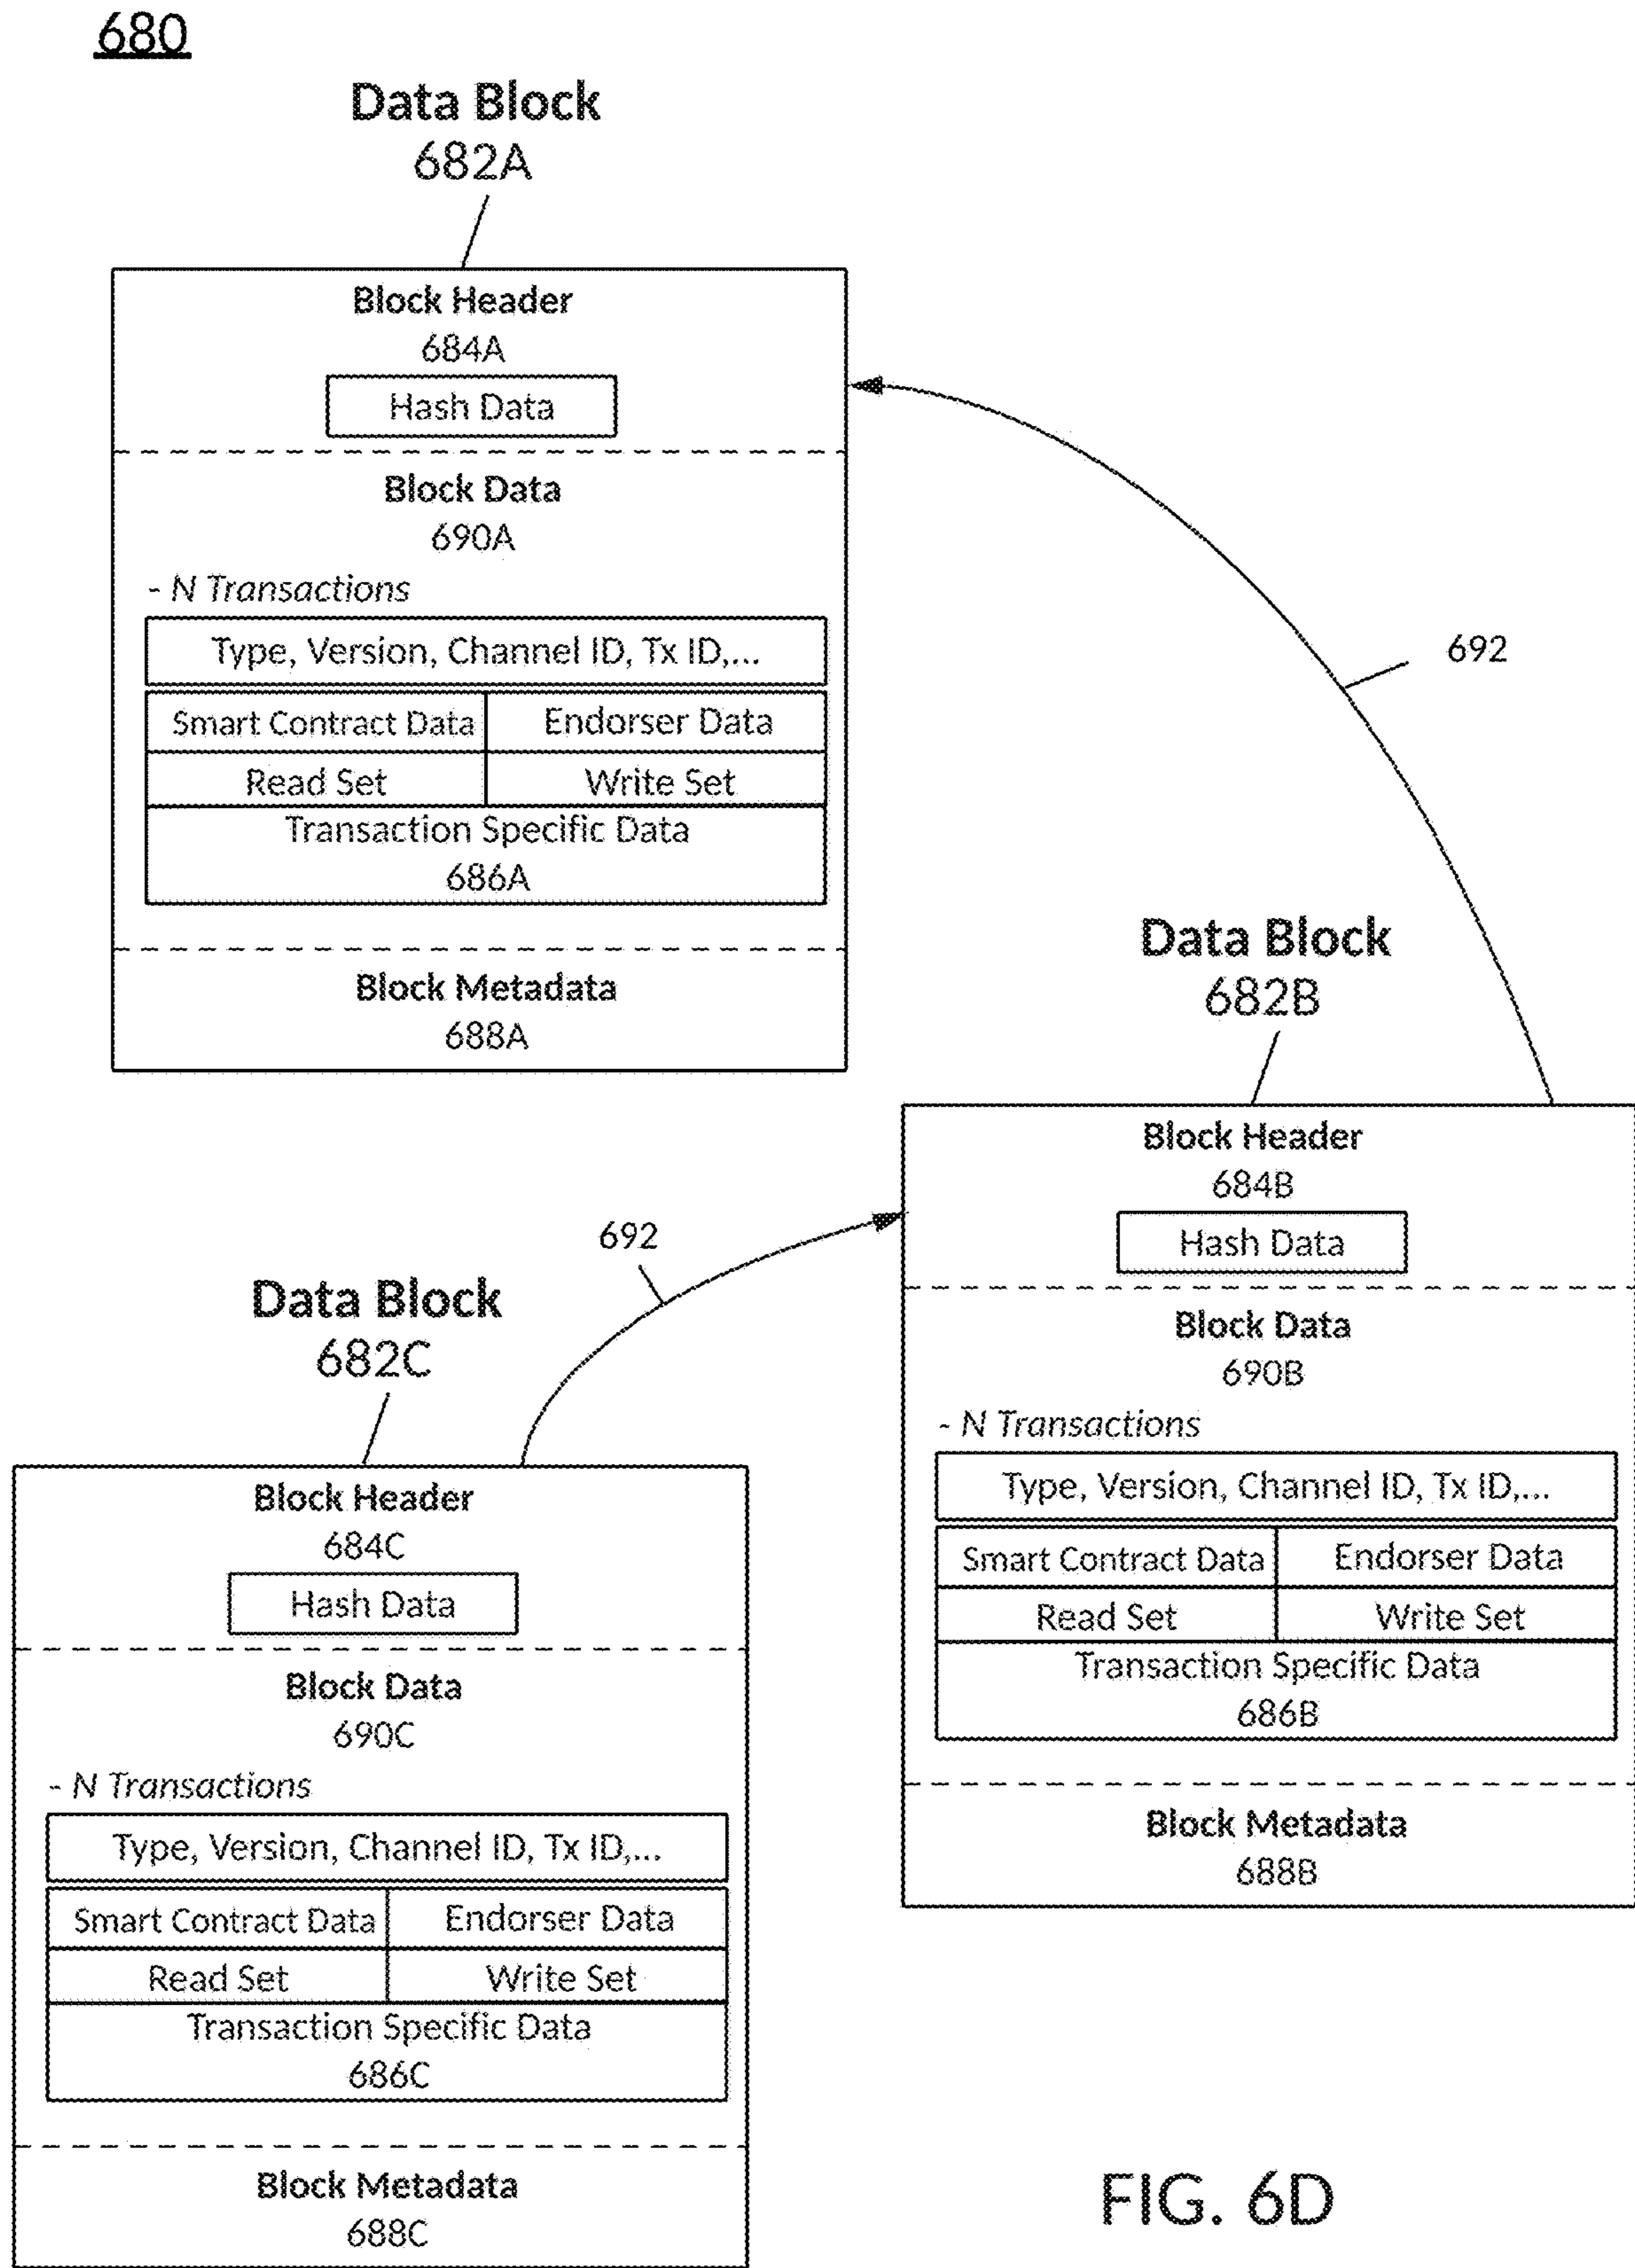 680
Data Block
682A
Block Header
684A
Hash Data
Block Data
690A
- N Transactions
Type, Version, Channel ID, Tx ID,...
Smart Contract Data Endorser Data
Read Set Write Set
Transaction Specific Data
686A
Block Metadata
688A
692
Data Block
682B
Block Header
684B
Hash Data
Block Data
690B
- N Transactions
Type, Version, Channel ID, Tx ID,...
Smart Contract Data Endorser Data
Read Set Write Set
Transaction Specific Data
686B
Block Metadata
688B
692
Data Block
682C
Block Header
684C
Hash Data
Block Data
690C
- N Transactions
Type, Version, Channel ID, Tx ID,...
Smart Contract Data Endorser Data
Read Set Write Set
Transaction Specific Data
686C
Block Metadata
688C
FIG. 6D